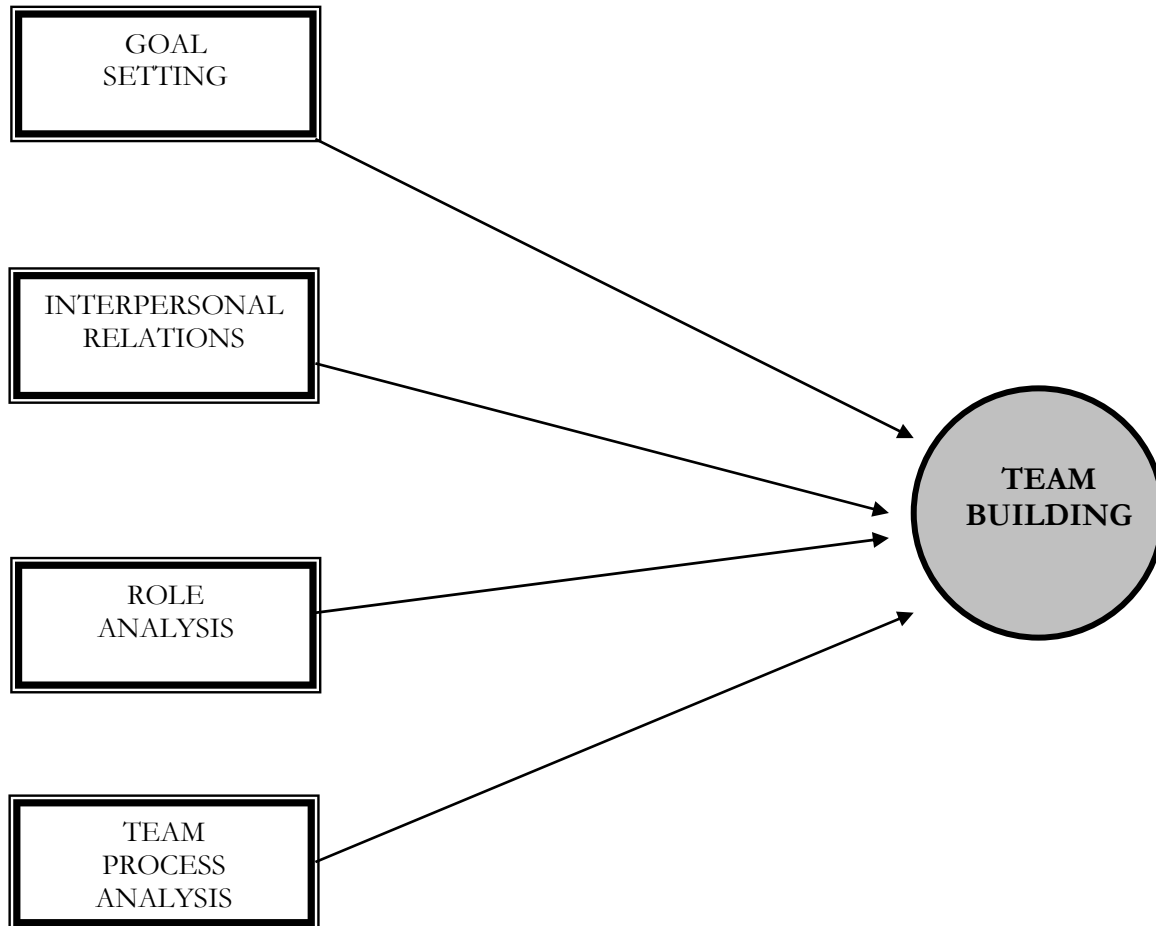 GOAL
SETTING
INTERPERSONAL
RELATIONS
TEAM
BUILDING
ROLE
ANALYSIS
TEAM
PROCESS
ANALYSIS